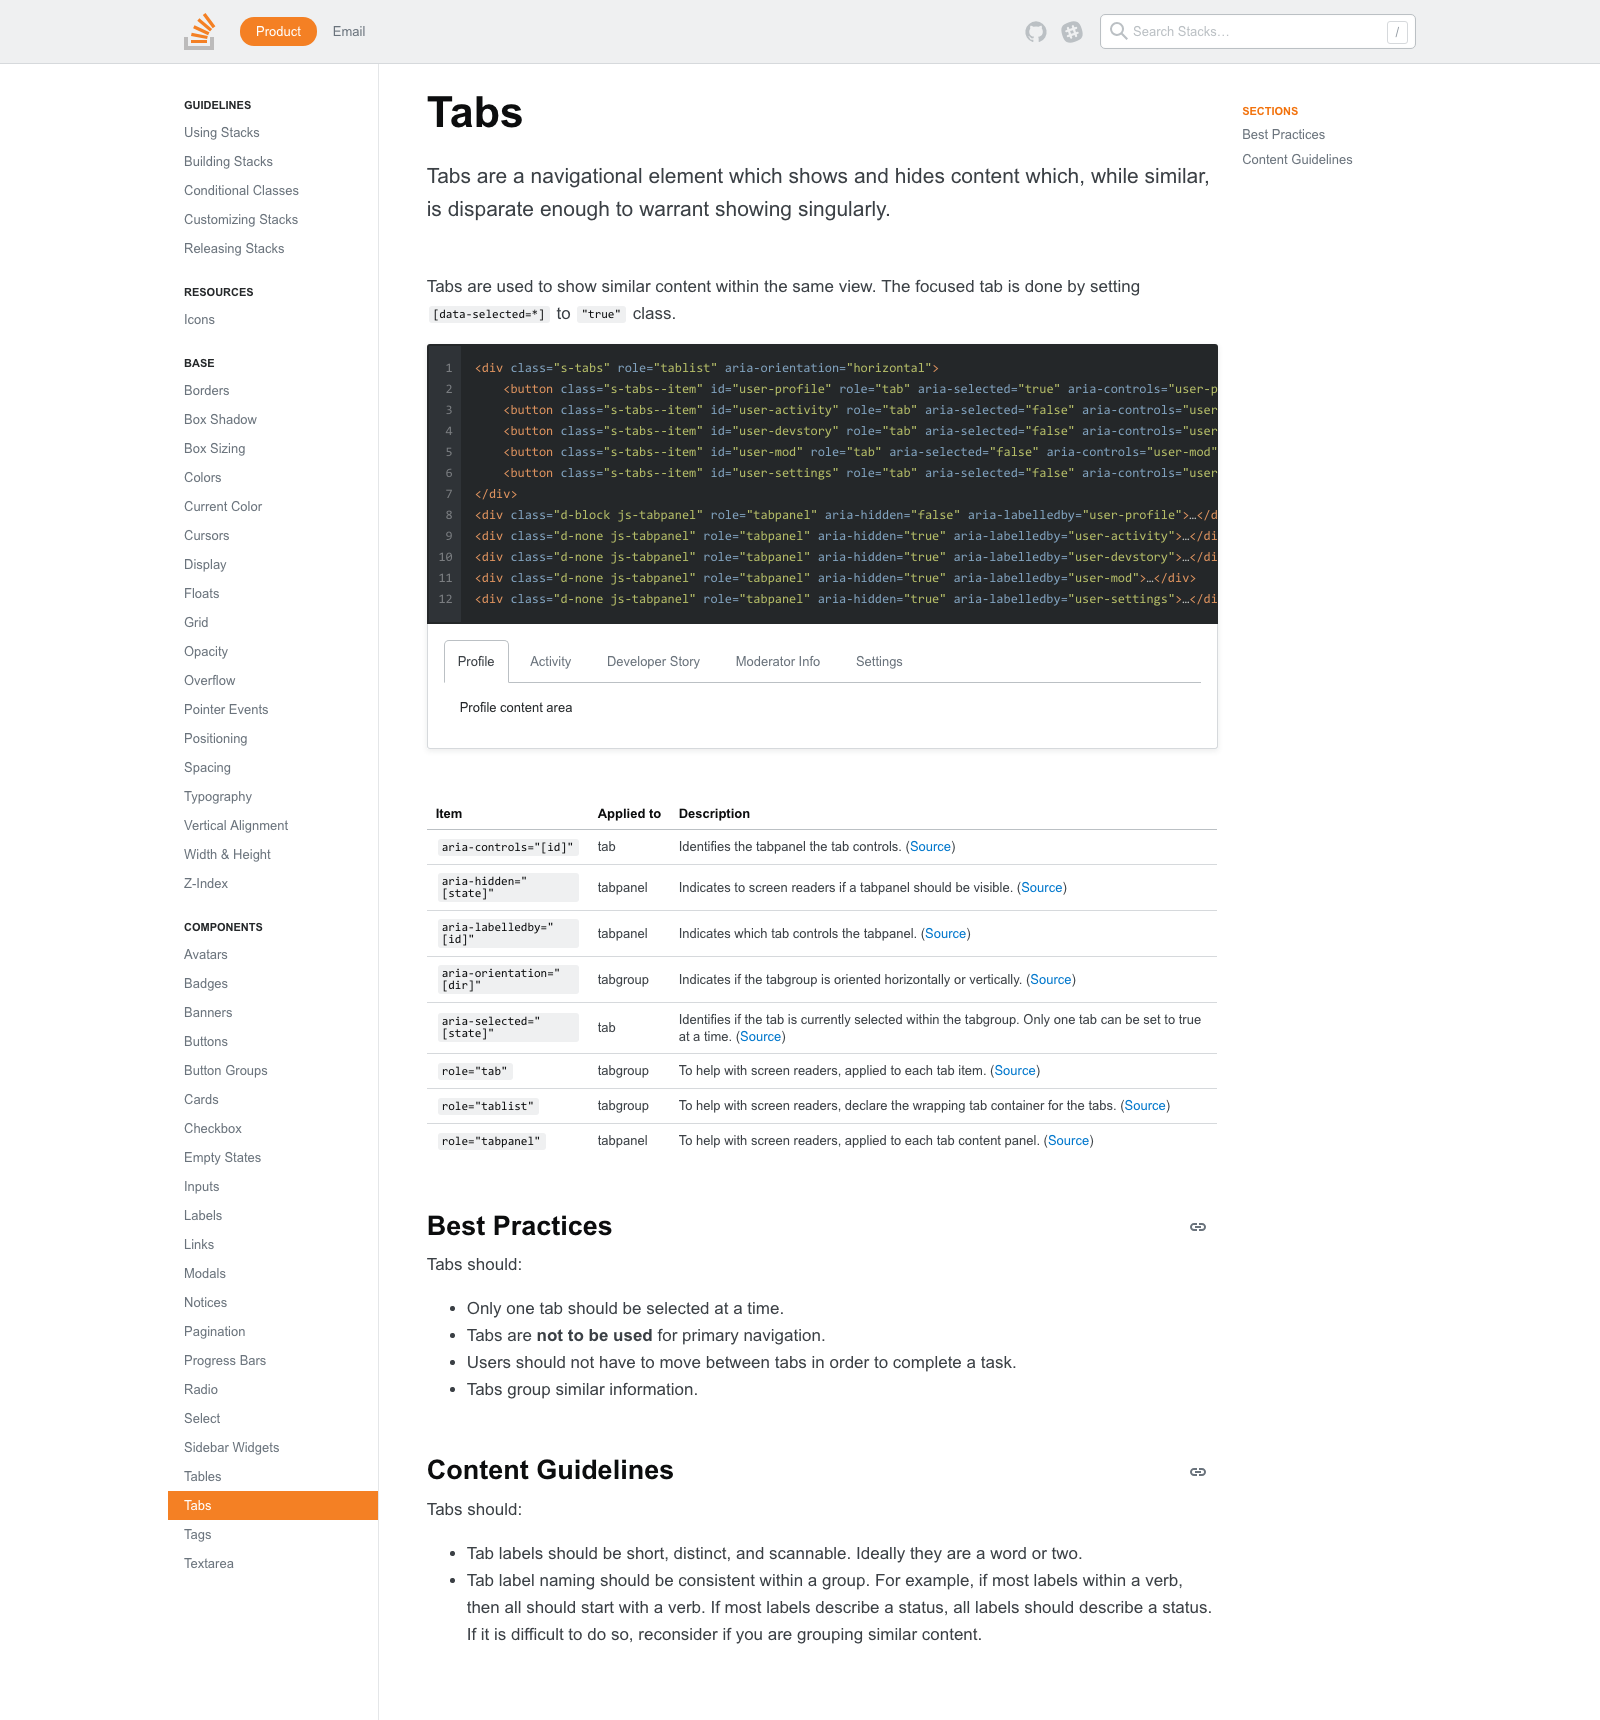 Product
Email
Search Stacks…
/
GUIDELINES
Using Stacks
Building Stacks
Conditional Classes
Customizing Stacks
Releasing Stacks
RESOURCES
Icons
BASE
Borders
Box Shadow
Box Sizing
Colors
Current Color
Cursors
Display
Floats
Grid
Opacity
Overflow
Pointer Events
Positioning
Spacing
Typography
Vertical Alignment
Width & Height
Z-Index
COMPONENTS
Avatars
Badges
Banners
Buttons
Button Groups
Cards
Checkbox
Empty States
Inputs
Labels
Links
Modals
Notices
Pagination
Progress Bars
Radio
Select
Sidebar Widgets
Tables
Tabs
Tags
Textarea
Tabs
Tabs are a navigational element which shows and hides content which, while similar,
is disparate enough to warrant showing singularly.
Tabs are used to show similar content within the same view. The focused tab is done by setting
[data-selected=*] to "true" class.
1 <div class="s-tabs" role="tablist" aria-orientation="horizontal">
2 <button class="s-tabs--item" id="user-profile" role="tab" aria-selected="true" aria-controls="user-p
3 <button class="s-tabs--item" id="user-activity" role="tab" aria-selected="false" aria-controls="user
4 <button class="s-tabs--item" id="user-devstory" role="tab" aria-selected="false" aria-controls="user
5 <button class="s-tabs--item" id="user-mod" role="tab" aria-selected="false" aria-controls="user-mod"
6 <button class="s-tabs--item" id="user-settings" role="tab" aria-selected="false" aria-controls="user
7 </div>
8 <div class="d-block js-tabpanel" role="tabpanel" aria-hidden="false" aria-labelledby="user-profile">…</d
9 <div class="d-none js-tabpanel" role="tabpanel" aria-hidden="true" aria-labelledby="user-activity">…</di
10 <div class="d-none js-tabpanel" role="tabpanel" aria-hidden="true" aria-labelledby="user-devstory">…</di
11 <div class="d-none js-tabpanel" role="tabpanel" aria-hidden="true" aria-labelledby="user-mod">…</div>
12 <div class="d-none js-tabpanel" role="tabpanel" aria-hidden="true" aria-labelledby="user-settings">…</di
Profile Activity Developer Story Moderator Info Settings
Profile content area
Item Applied to Description
aria-controls="[id]" tab Identifies the tabpanel the tab controls. (Source)
aria-hidden="
[state]" tabpanel Indicates to screen readers if a tabpanel should be visible. (Source)
aria-labelledby="
[id]" tabpanel Indicates which tab controls the tabpanel. (Source)
aria-orientation="
[dir]" tabgroup Indicates if the tabgroup is oriented horizontally or vertically. (Source)
aria-selected="
[state]" tab Identifies if the tab is currently selected within the tabgroup. Only one tab can be set to true
at a time. (Source)
role="tab" tabgroup To help with screen readers, applied to each tab item. (Source)
role="tablist" tabgroup To help with screen readers, declare the wrapping tab container for the tabs. (Source)
role="tabpanel" tabpanel To help with screen readers, applied to each tab content panel. (Source)
Best Practices
Tabs should:
• Only one tab should be selected at a time.
• Tabs are not to be used for primary navigation.
• Users should not have to move between tabs in order to complete a task.
• Tabs group similar information.
Content Guidelines
Tabs should:
• Tab labels should be short, distinct, and scannable. Ideally they are a word or two.
• Tab label naming should be consistent within a group. For example, if most labels within a verb,
then all should start with a verb. If most labels describe a status, all labels should describe a status.
If it is difficult to do so, reconsider if you are grouping similar content.
SECTIONS
Best Practices
Content Guidelines